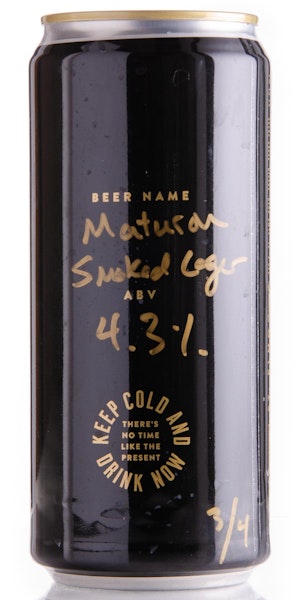 BEER NAME
Maturon
Smoked Lager
ABV
4.3%.
KEEP COLD AND
THERE'S
NO TIME
LIKE THE
PRESENT
DRINK NOW
3/4